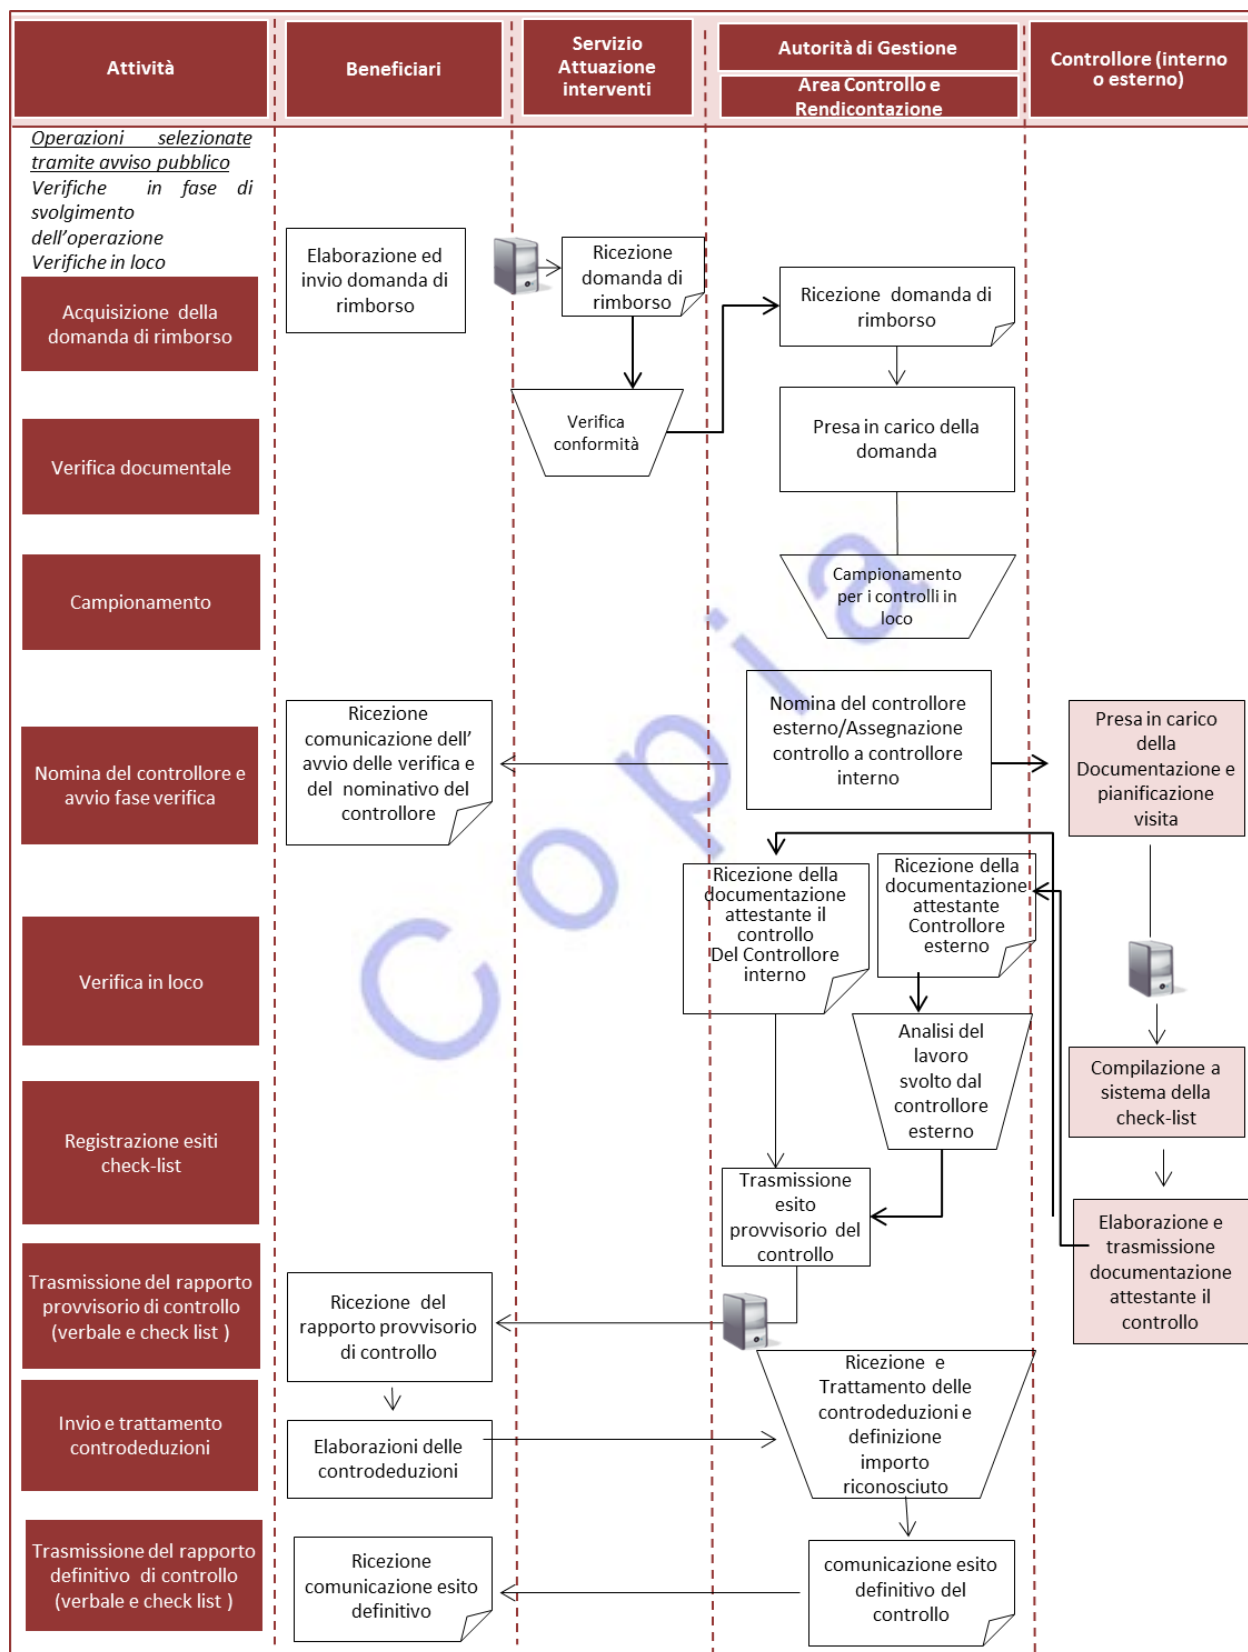 Attività
Beneficiari
Servizio
Attuazione
interventi
Autorità di Gestione
Area Controllo e
Rendicontazione
Controllore (interno
o esterno)
Operazioni selezionate
tramite avviso pubblico
Verifiche in fase di
svolgimento
dell'operazione
Verifiche in loco
Acquisizione della
domanda di rimborso
Elaborazione ed
invio domanda di
rimborso
Ricezione
domanda di
rimborso
Ricezione domanda di
rimborso
Verifica documentale
Verifica
conformità
Presa in carico della
domanda
Campionamento
Campionamento
per i controlli in
loco
Nomina del controllore e
avvio fase verifica
Ricezione
comunicazione dell'
avvio delle verifica e
del nominativo del
controllore
Nomina del controllore
esterno/Assegnazione
controllo a controllore
interno
Presa in carico
della
Documentazione e
pianificazione
visita
Verifica in loco
Ricezione della
documentazione
attestante il
controllo
Del Controllore
interno
Ricezione della
documentazione
attestante
Controllore
esterno
Analisi del
lavoro
svolto dal
controllore
esterno
Compilazione a
sistema della
check-list
Registrazione esiti
check-list
Trasmissione
esito
provvisorio del
controllo
Elaborazione e
trasmissione
documentazione
attestante il
controllo
Trasmissione del rapporto
provvisorio di controllo
(verbale e check list )
Ricezione del
rapporto provvisorio
di controllo
Invio e trattamento
controdeduzioni
Elaborazioni delle
controdeduzioni
Ricezione e
Trattamento delle
controdeduzioni e
definizione
importo
riconosciuto
Trasmissione del rapporto
definitivo di controllo
(verbale e check list )
Ricezione
comunicazione esito
definitivo
comunicazione esito
definitivo del
controllo
Copia